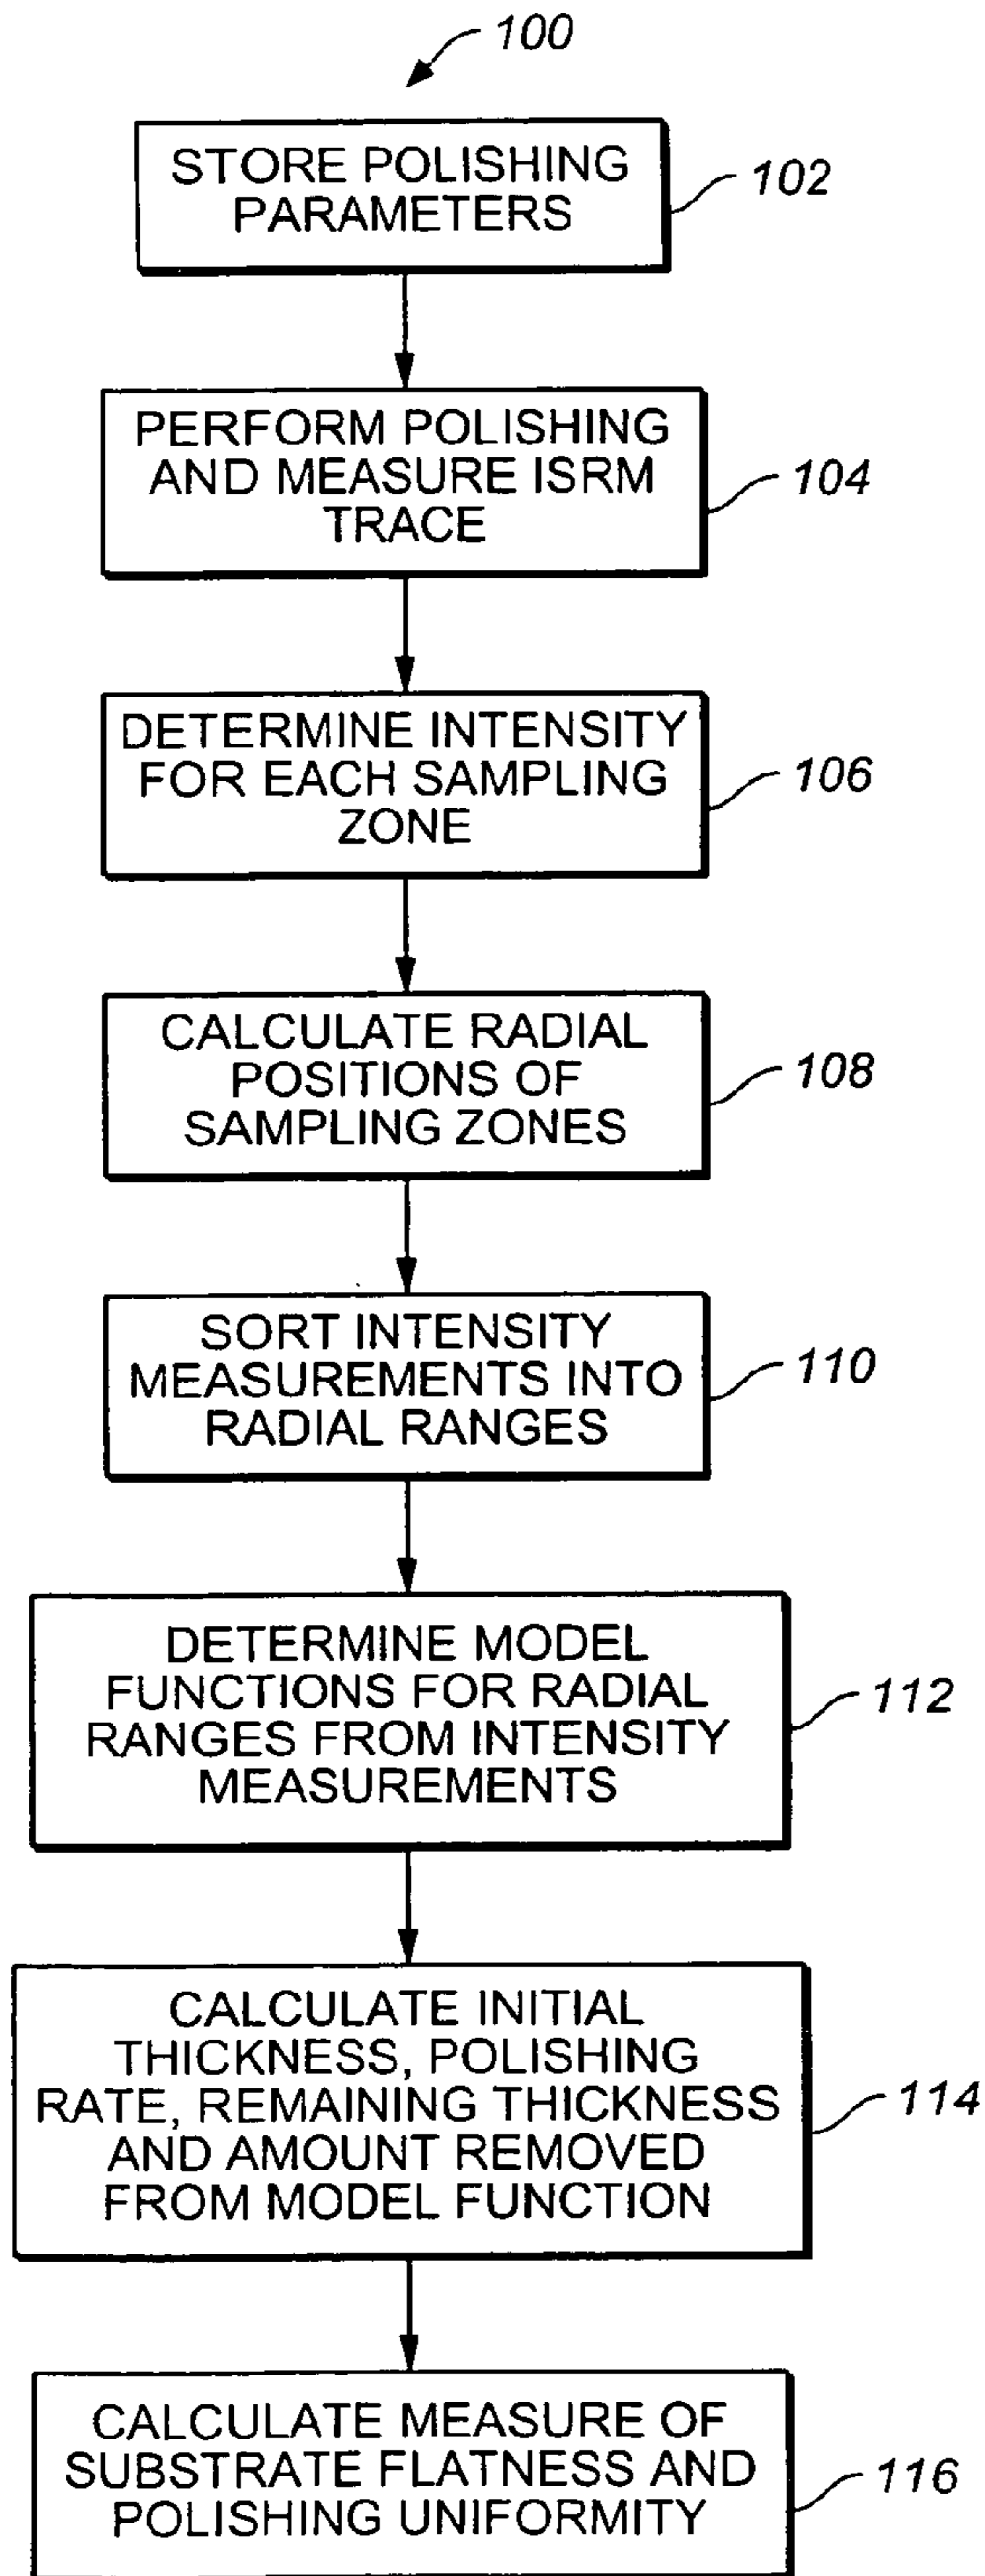 100
STORE POLISHING
PARAMETERS
102
PERFORM POLISHING
AND MEASURE ISRM
TRACE
104
DETERMINE INTENSITY
FOR EACH SAMPLING
ZONE
106
CALCULATE RADIAL
POSITIONS OF
SAMPLING ZONES
108
SORT INTENSITY
MEASUREMENTS INTO
RADIAL RANGES
110
DETERMINE MODEL
FUNCTIONS FOR RADIAL
RANGES FROM INTENSITY
MEASUREMENTS
112
CALCULATE INITIAL
THICKNESS, POLISHING
RATE, REMAINING THICKNESS
AND AMOUNT REMOVED
FROM MODEL FUNCTION
114
CALCULATE MEASURE OF
SUBSTRATE FLATNESS AND
POLISHING UNIFORMITY
116